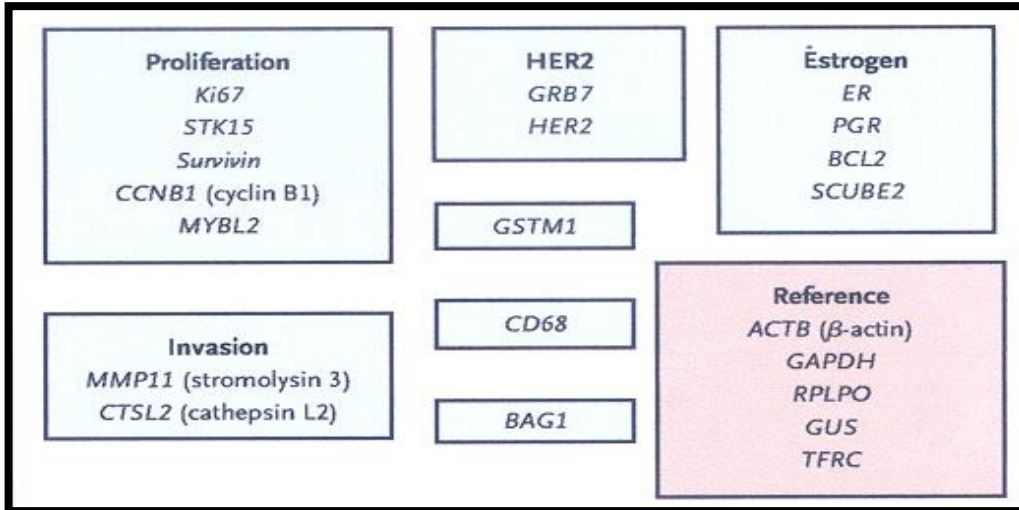 Proliferation
Ki67
STK15
Survivin
CCNB1 (cyclin B1)
MYBL2
HER2
GRB7
HER2
Estrogen
ER
PGR
BCL2
SCUBE2
GSTM1
CD68
BAG1
Invasion
MMP11 (stromolysin 3)
CTSL2 (cathepsin L2)
Reference
ACTB (β-actin)
GAPDH
RPLPO
GUS
TFRC